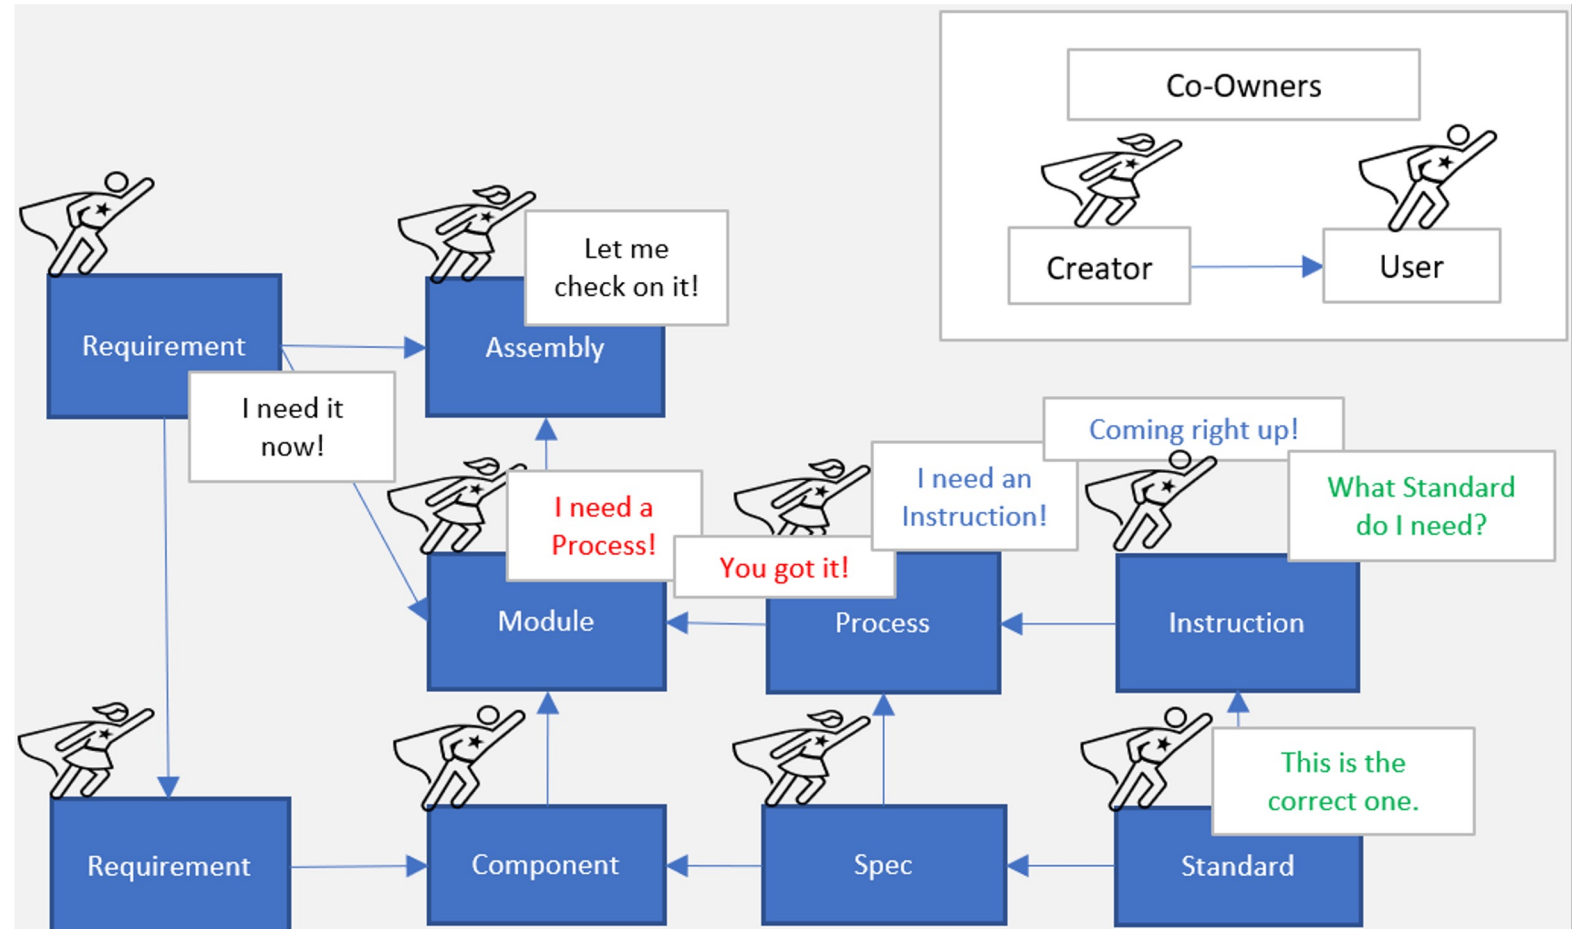 Co-Owners
Creator
User
Let me
check on it!
Requirement
Assembly
I need it
now!
Coming right up!
I need an
Instruction!
What Standard
do I need?
I need a
Process!
You got it!
Module
Process
Instruction
This is the
correct one.
Requirement
Component
Spec
Standard